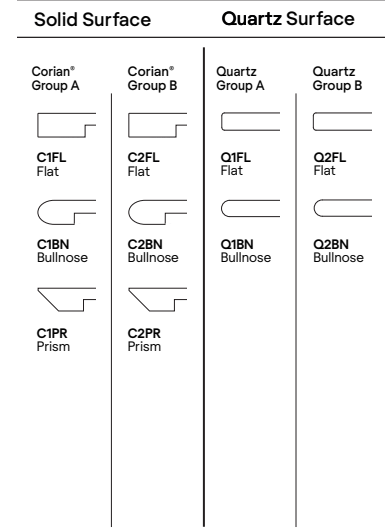 Solid Surface
Quartz Surface
Corian®
Group A
C1FL
Flat
C1BN
Bullnose
C1PR
Prism
Corian®
Group B
C2FL
Flat
C2BN
Bullnose
C2PR
Prism
Quartz
Group A
Q1FL
Flat
Q1BN
Bullnose
Quartz
Group B
Q2FL
Flat
Q2BN
Bullnose